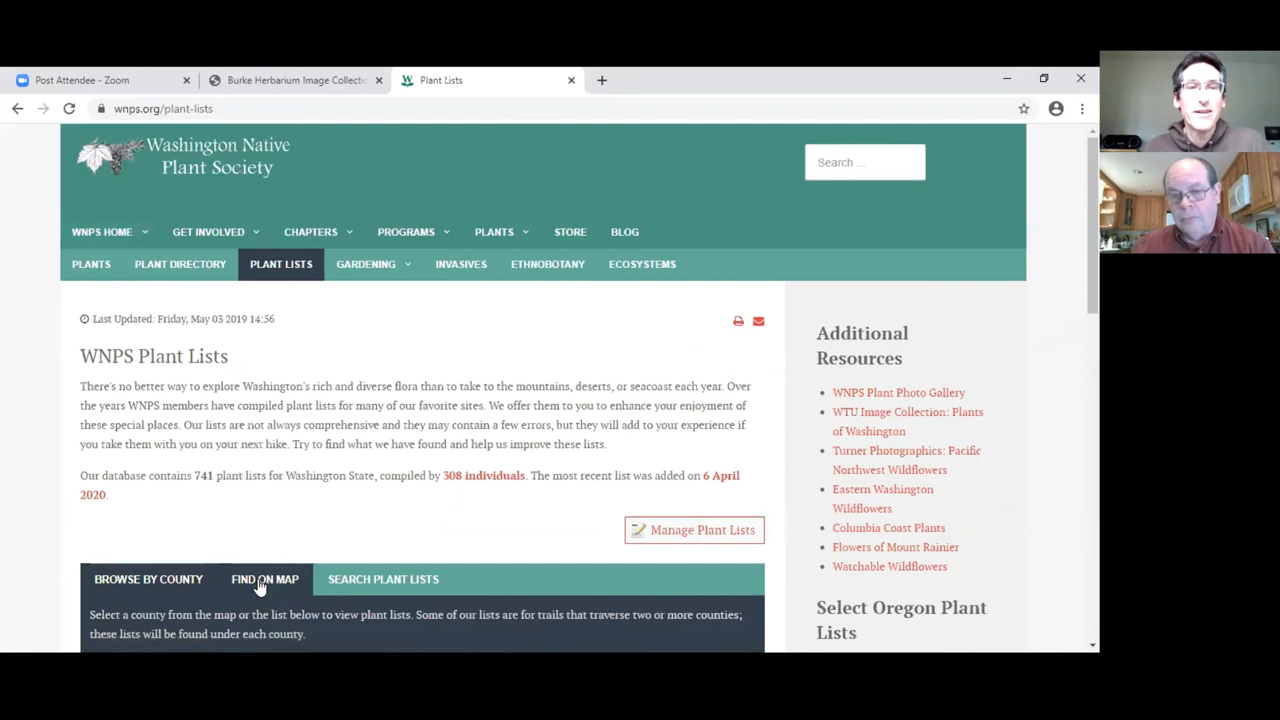 Post Attendee - Zoom
Burke Herbarium Image Collectic
Plant Lists
wnps.org/plant-lists
Washington Native
Plant Society
Search ...
WNPS HOME GET INVOLVED CHAPTERS PROGRAMS PLANTS STORE BLOG
PLANTS PLANT DIRECTORY PLANT LISTS GARDENING INVASIVES ETHNOBOTANY ECOSYSTEMS
Last Updated: Friday, May 03 2019 14:56
WNPS Plant Lists
There's no better way to explore Washington's rich and diverse flora than to take to the mountains, deserts, or seacoast each year. Over
the years WNPS members have compiled plant lists for many of our favorite sites. We offer them to you to enhance your enjoyment of
these special places. Our lists are not always comprehensive and they may contain a few errors, but they will add to your experience if
you take them with you on your next hike. Try to find what we have found and help us improve these lists.
Our database contains 741 plant lists for Washington State, compiled by 308 individuals. The most recent list was added on 6 April
2020.
Manage Plant Lists
BROWSE BY COUNTY FIND ON MAP SEARCH PLANT LISTS
Select a county from the map or the list below to view plant lists. Some of our lists are for trails that traverse two or more counties;
these lists will be found under each county.
Additional
Resources
WNPS Plant Photo Gallery
WTU Image Collection: Plants
of Washington
Turner Photographics: Pacific
Northwest Wildflowers
Eastern Washington
Wildflowers
Columbia Coast Plants
Flowers of Mount Rainier
Watchable Wildflowers
Select Oregon Plant
Lists